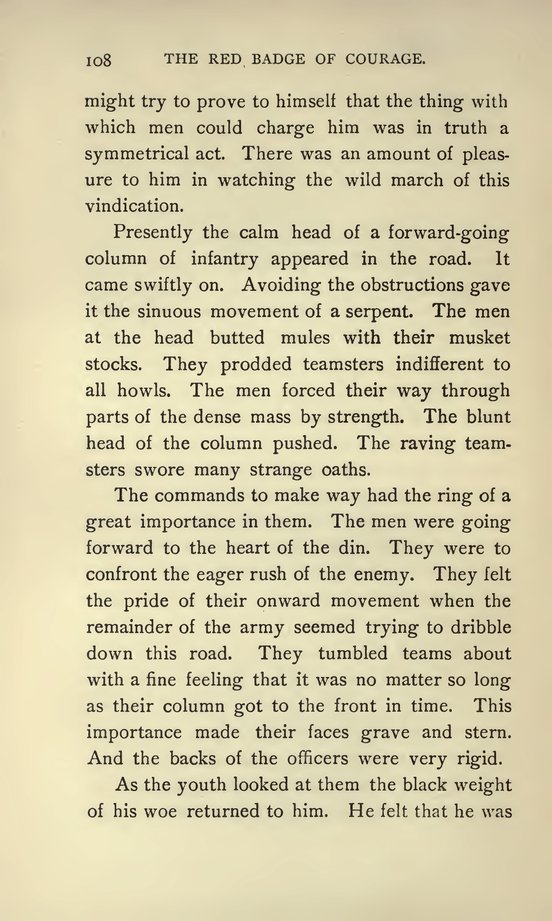 108 THE RED BADGE OF COURAGE.
might try to prove to himself that the thing with
which men could charge him was in truth a
symmetrical act. There was an amount of pleas-
ure to him in watching the wild march of this
vindication.
Presently the calm head of a forward-going
column of infantry appeared in the road. It
came swiftly on. Avoiding the obstructions gave
it the sinuous movement of a serpent. The men
at the head butted mules with their musket
stocks. They prodded teamsters indifferent to
all howls. The men forced their way through
parts of the dense mass by strength. The blunt
head of the column pushed. The raving team-
sters swore many strange oaths.
The commands to make way had the ring of a
great importance in them. The men were going
forward to the heart of the din. They were to
confront the eager rush of the enemy. They felt
the pride of their onward movement when the
remainder of the army seemed trying to dribble
down this road. They tumbled teams about
with a fine feeling that it was no matter so long
as their column got to the front in time. This
importance made their faces grave and stern.
And the backs of the officers were very rigid.
As the youth looked at them the black weight
of his woe returned to him. He felt that he was